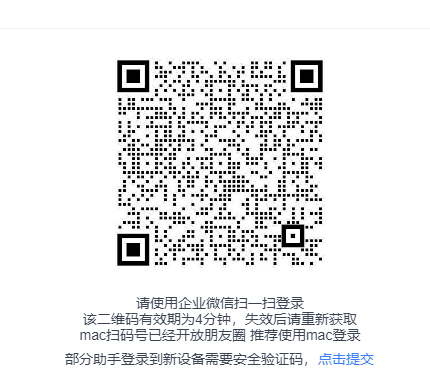 请使用企业微信扫一扫登录
该二维码有效期为4分钟，失效后请重新获取
mac扫码号已经开放朋友圈 推荐使用mac登录
部分助手登录到新设备需要安全验证码，点击提交